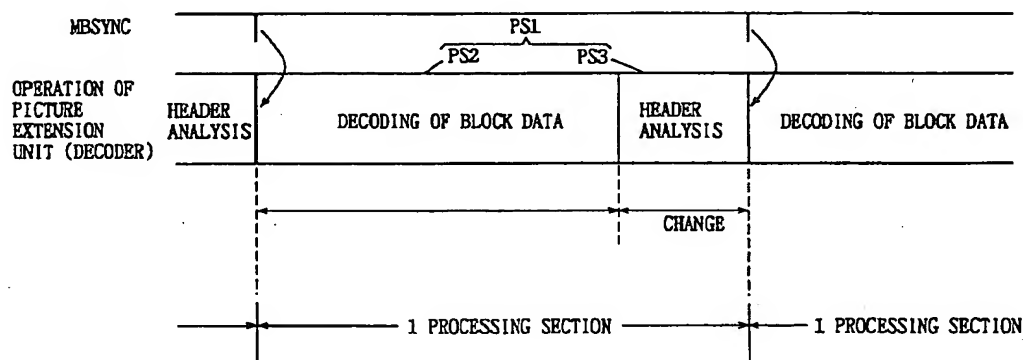 MBSYNC
PS1
PS2 PS3
OPERATION OF
PICTURE
EXTENSION
UNIT (DECODER)
HEADER
ANALYSIS
DECODING OF BLOCK DATA
HEADER
ANALYSIS
DECODING OF BLOCK DATA
CHANGE
1 PROCESSING SECTION
1 PROCESSING SECTION